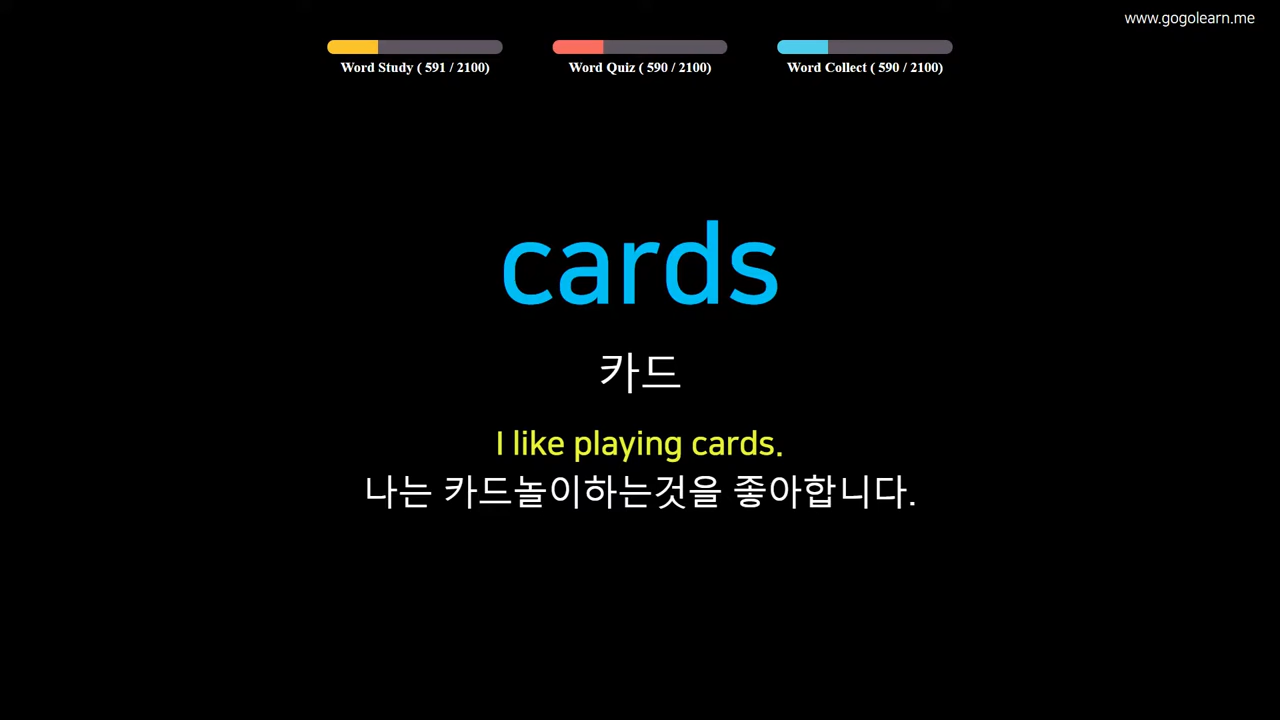 www.gogolearn.me
Word Study ( 591 / 2100)
Word Quiz ( 590 / 2100)
Word Collect ( 590 / 2100)
cards
카드
I like playing cards.
나는 카드놀이하는것을 좋아합니다.